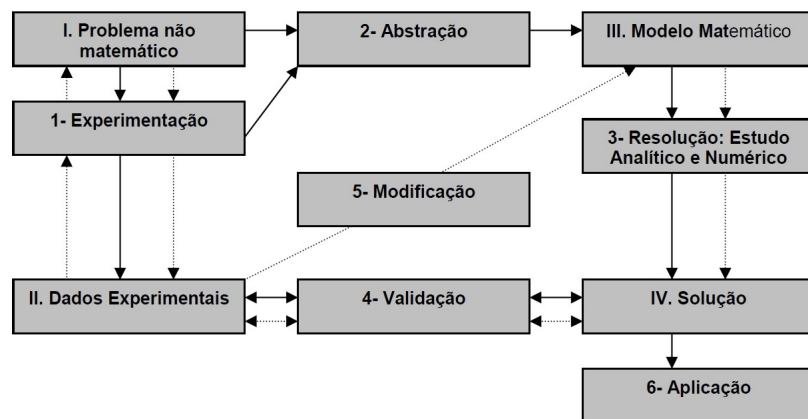 I. Problema não
matemático
2- Abstração
III. Modelo Matemático
1- Experimentação
3- Resolução: Estudo
Analítico e Numérico
5- Modificação
II. Dados Experimentais
4- Validação
IV. Solução
6- Aplicação